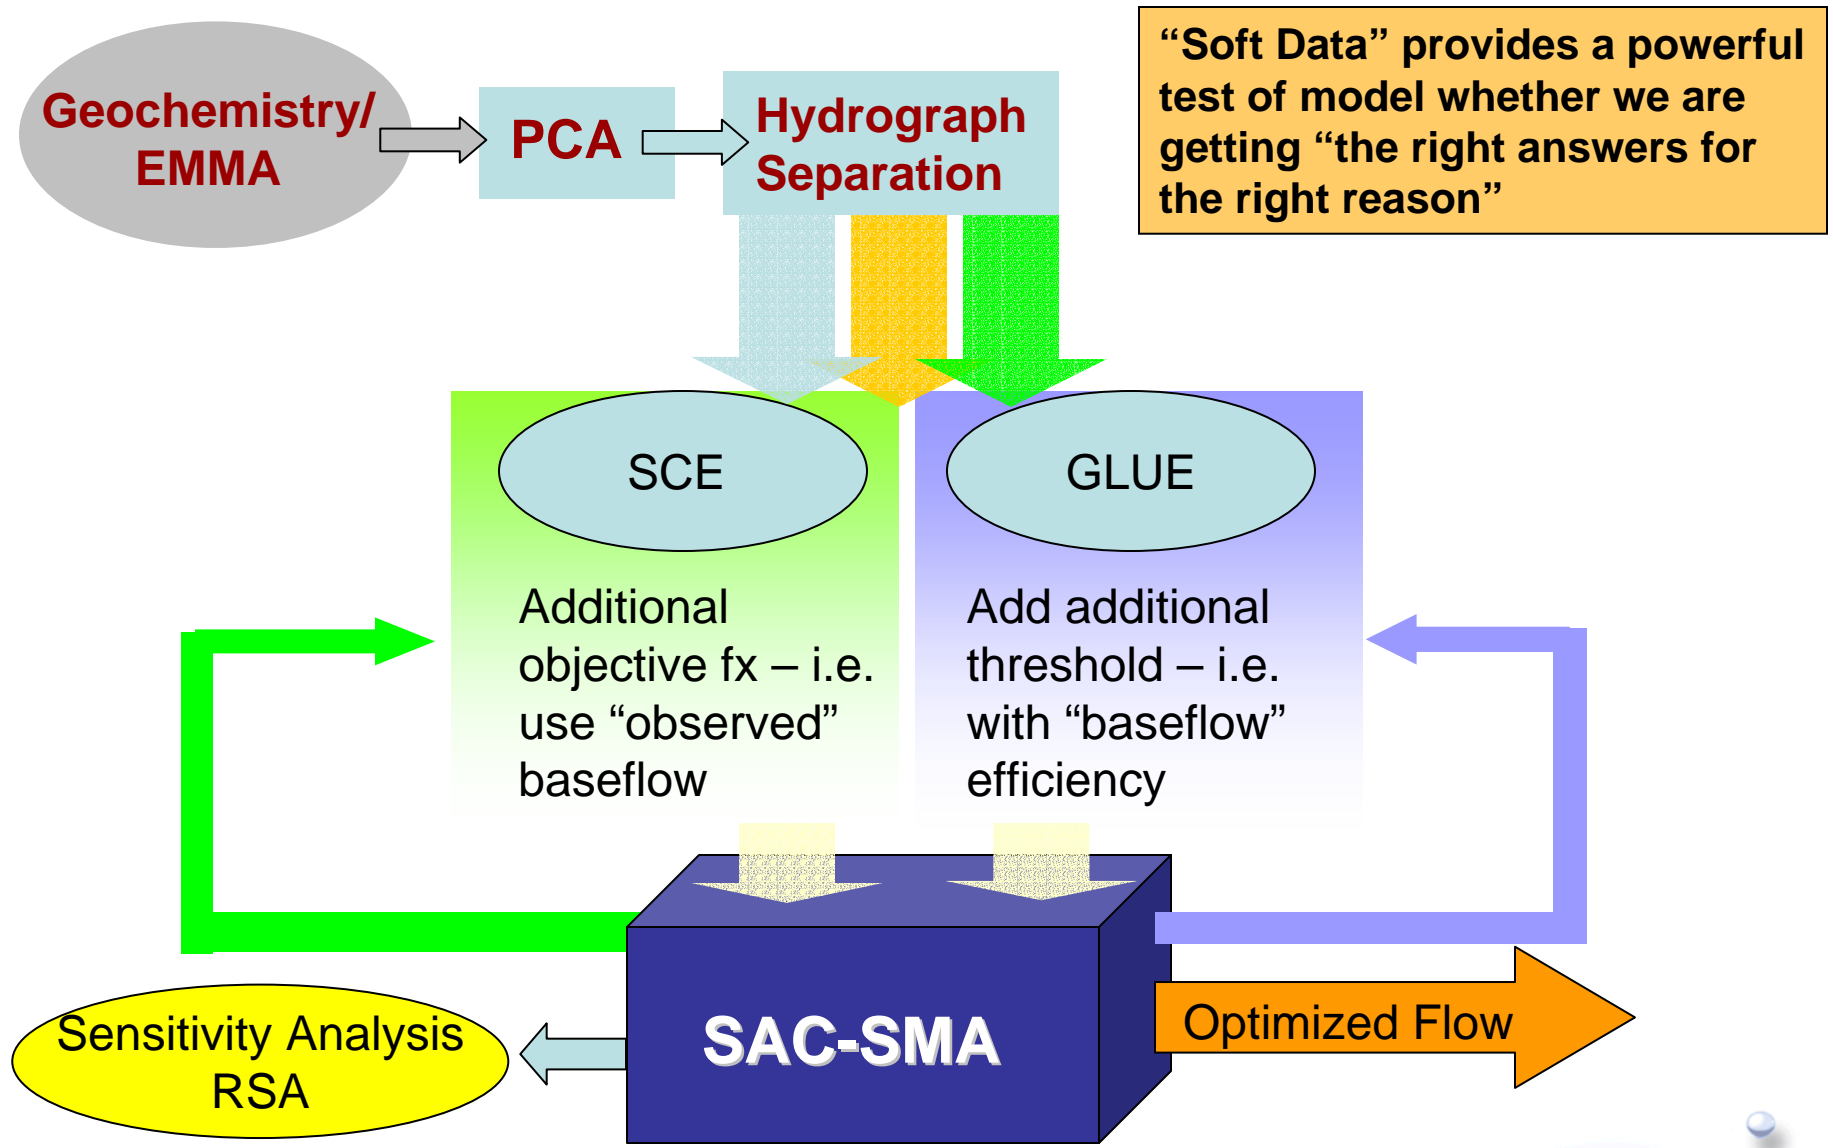 Geochemistry/
EMMA
PCA
Hydrograph
Separation
“Soft Data” provides a powerful
test of model whether we are
getting “the right answers for
the right reason”
SCE
GLUE
Additional
objective fx – i.e.
use “observed”
baseflow
Add additional
threshold – i.e.
with “baseflow”
efficiency
Sensitivity Analysis
RSA
SAC-SMA
Optimized Flow